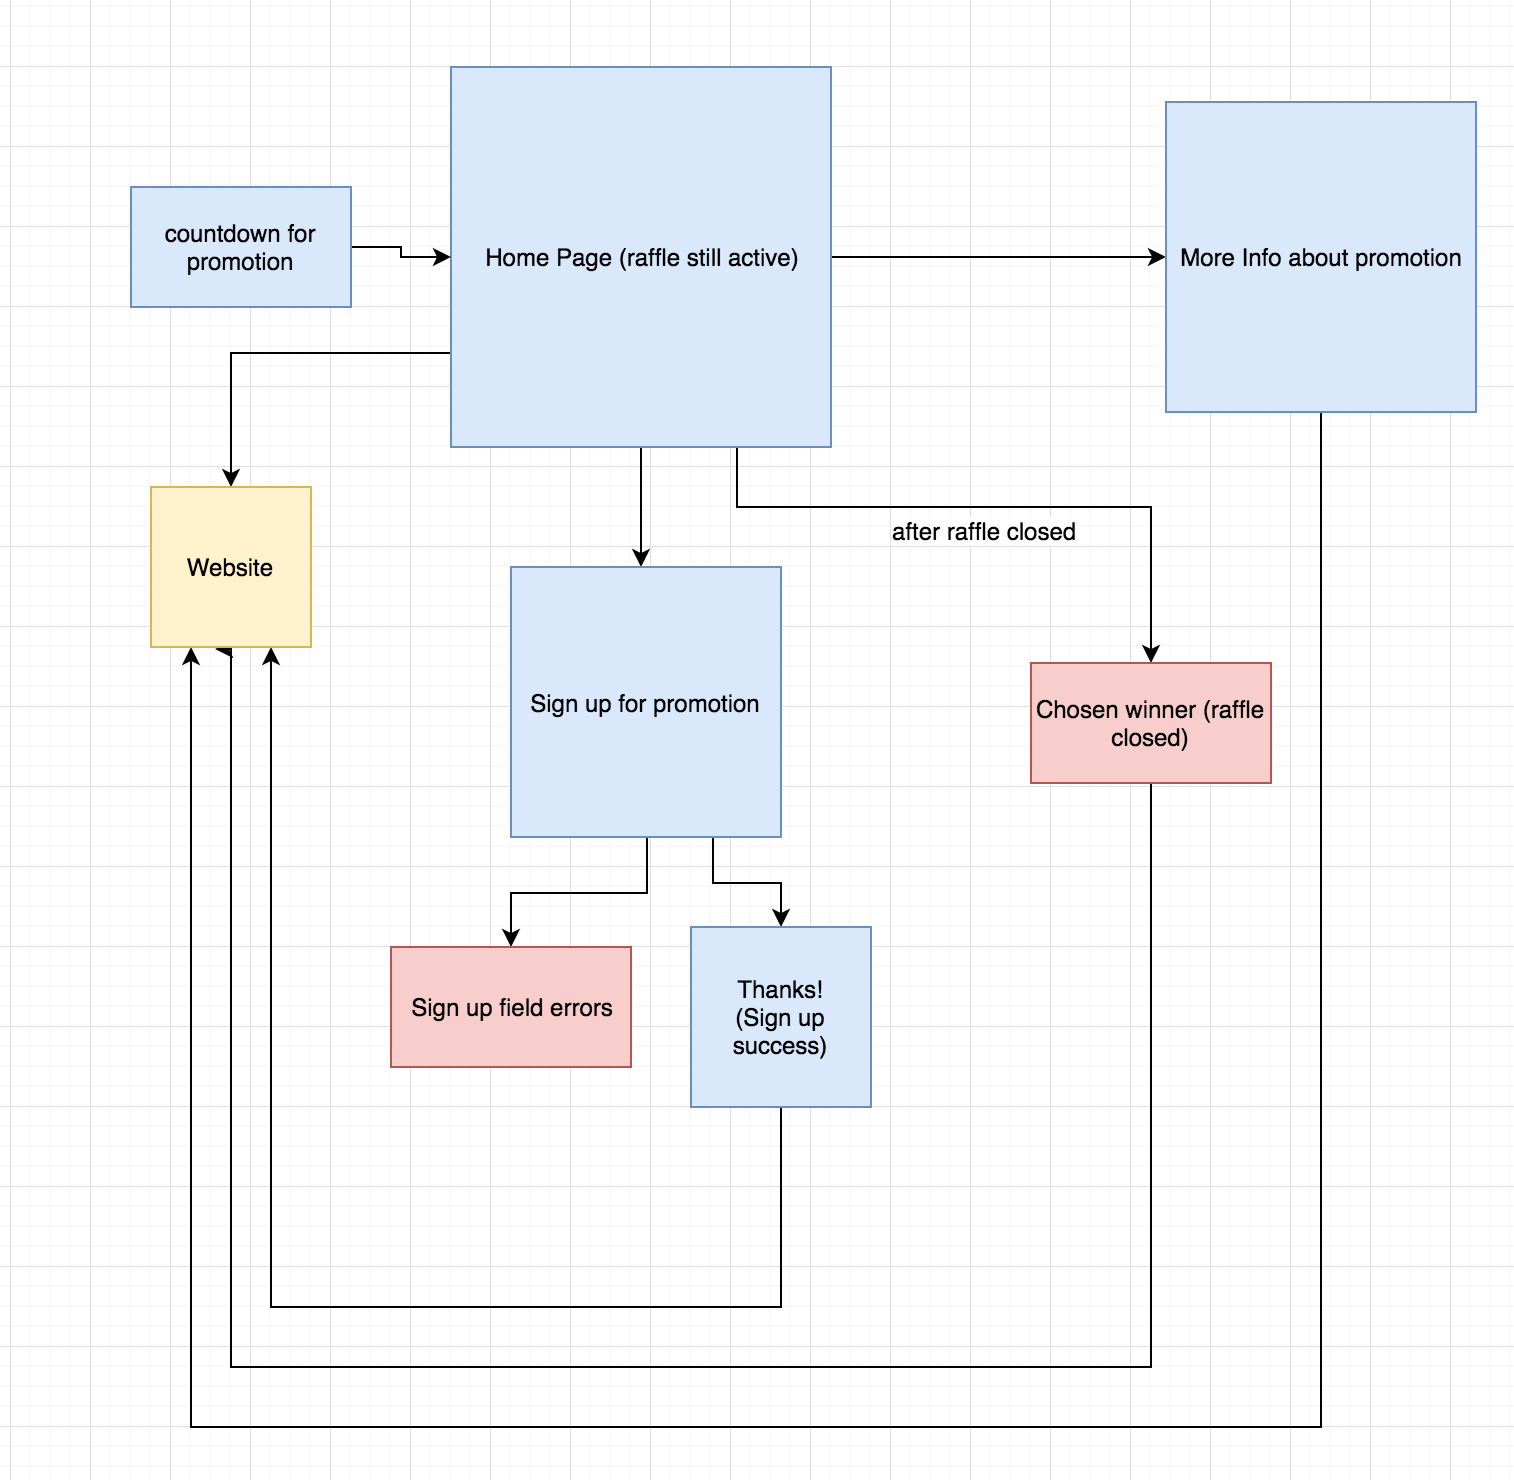 countdown for
promotion
Home Page (raffle still active)
More Info about promotion
Website
after raffle closed
Sign up for promotion
Chosen winner (raffle
closed)
Sign up field errors
Thanks!
(Sign up
success)